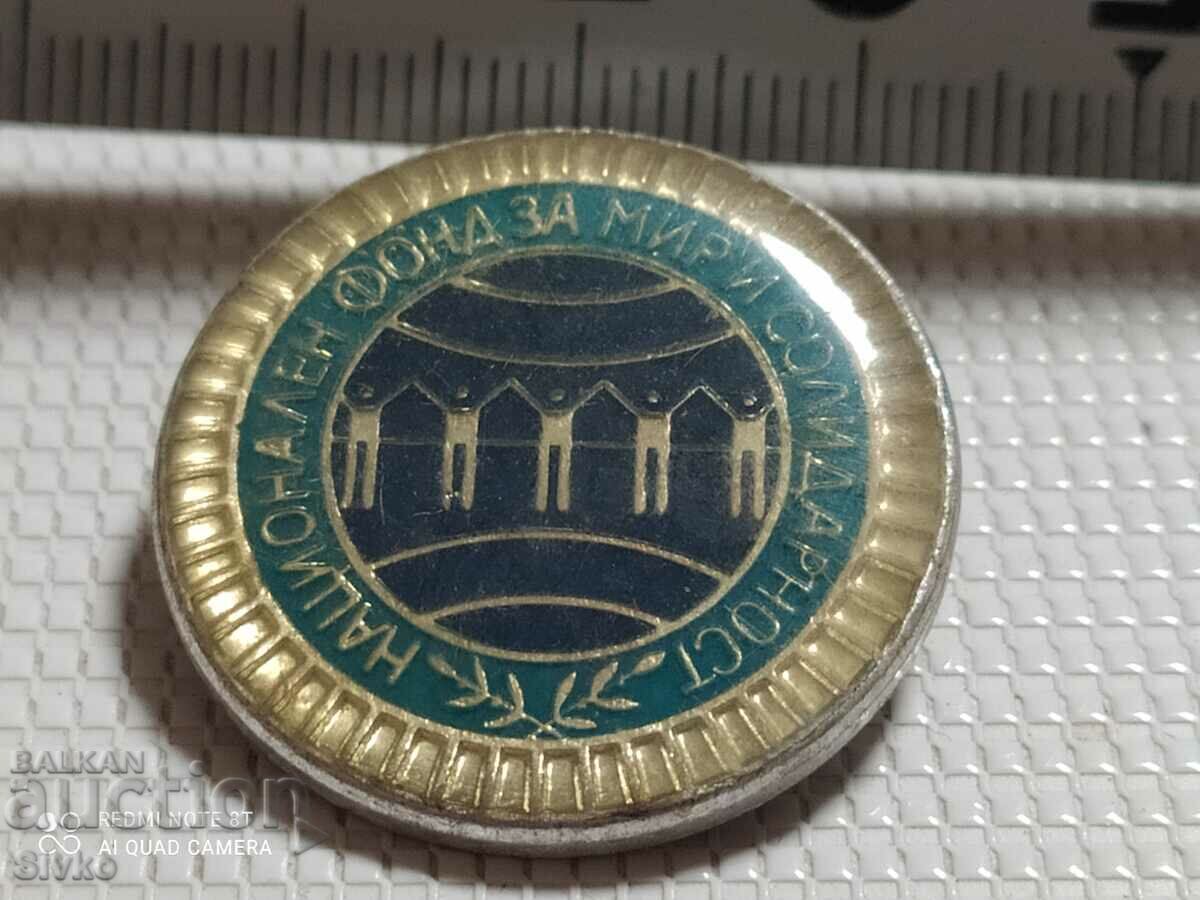 НАЦИОНАЛЕН ФОНД ЗА МИР И СОЛИДАРНОСТ
BALKAN
auction
REDMI NOTE 8T
AI QUAD CAMERA
Sivko